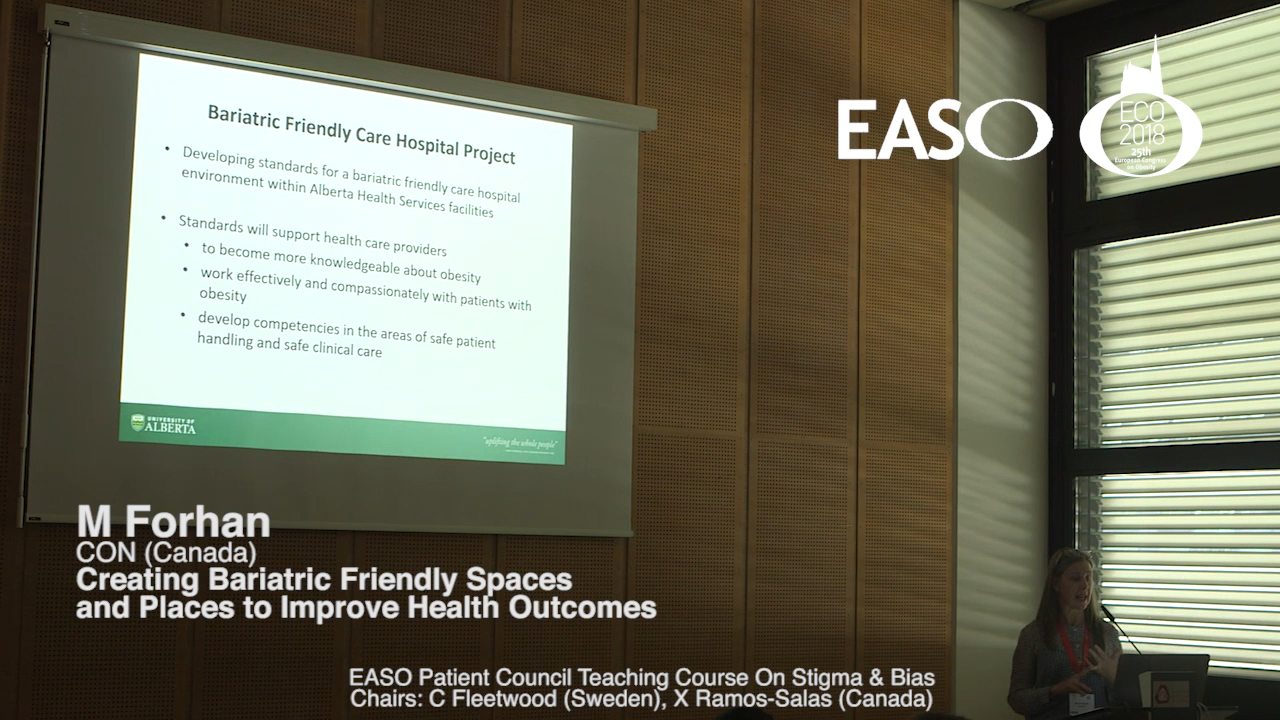 Bariatric Friendly Care Hospital Project
• Developing standards for a bariatric friendly care hospital
environment within Alberta Health Services facilities
• Standards will support health care providers
• to become more knowledgeable about obesity
• work effectively and compassionately with patients with
obesity
• develop competencies in the areas of safe patient
handling and safe clinical care
UNIVERSITY OF
ALBERTA
"uplifting the whole people"
EASO
ECO
2018
25th
European Congress
on Obesity
M Forhan
CON (Canada)
Creating Bariatric Friendly Spaces
and Places to Improve Health Outcomes
EASO Patient Council Teaching Course On Stigma & Bias
Chairs: C Fleetwood (Sweden), X Ramos-Salas (Canada)